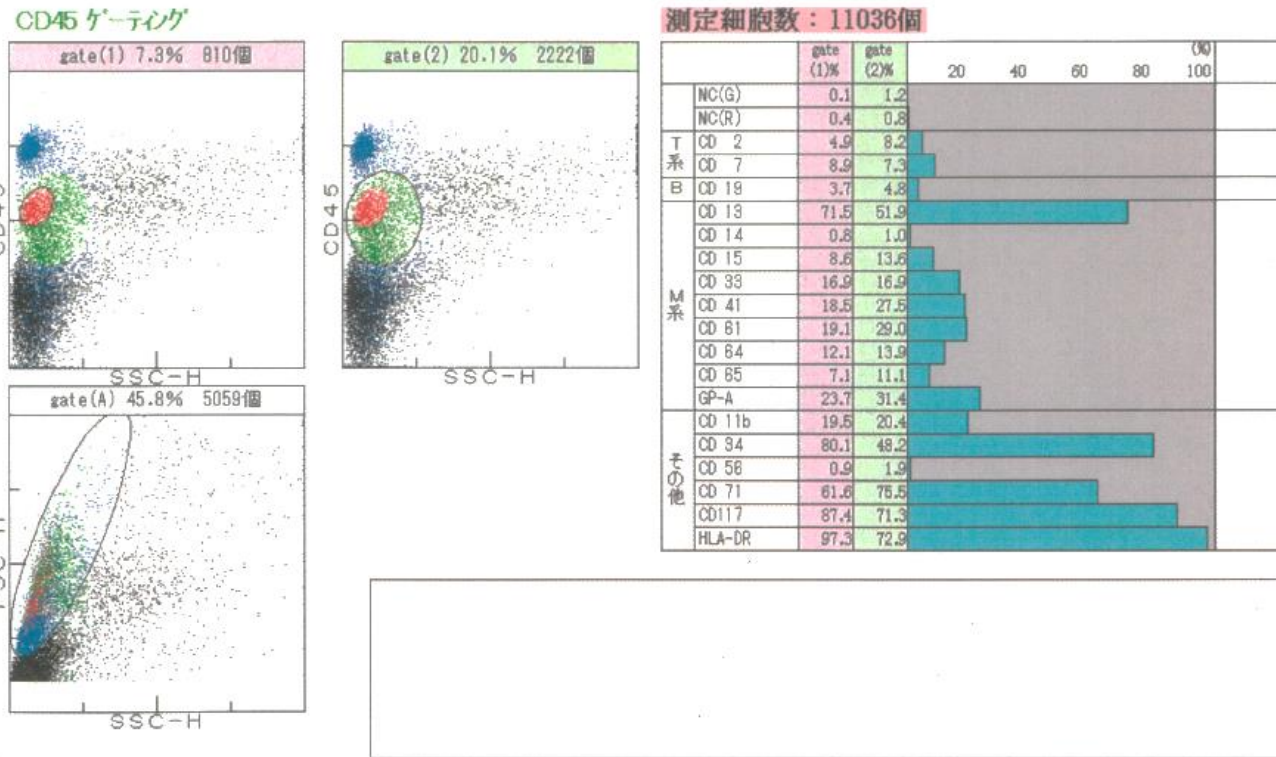 CD45 ゲーティング
測定細胞数：11036個
gate(1) 7.3% 810個
gate(2) 20.1% 2222個
CD45
SSC-H
CD45
SSC-H
gate(A) 45.8% 5059個
SSC-H
gate (1)% gate (2)% 20 40 60 80 100 (%)
NC(G) 0.1 1.2
NC(R) 0.4 0.8
T系
CD 2 4.9 8.2
CD 7 8.9 7.3
B CD 19 3.7 4.8
M系
CD 13 71.5 51.9
CD 14 0.8 1.0
CD 15 8.6 13.6
CD 33 16.9 16.9
CD 41 18.5 27.5
CD 61 19.1 29.0
CD 64 12.1 13.9
CD 65 7.1 11.1
GP-A 23.7 31.4
その他
CD 11b 19.5 20.4
CD 34 80.1 48.2
CD 56 0.9 1.9
CD 71 61.6 75.5
CD117 87.4 71.3
HLA-DR 97.3 72.9